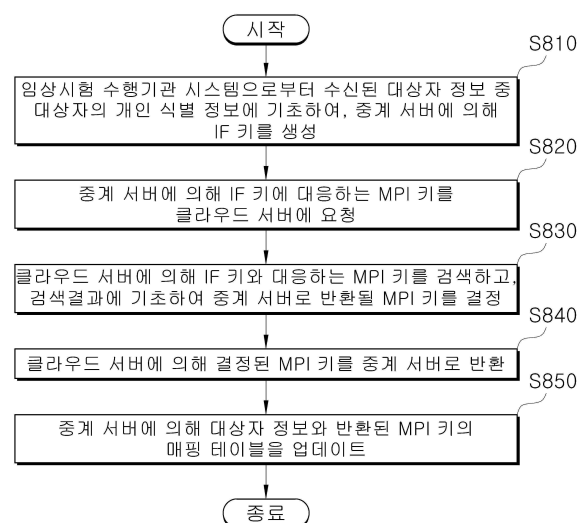 시작
S810
임상시험 수행기관 시스템으로부터 수신된 대상자 정보 중
대상자의 개인 식별 정보에 기초하여, 중계 서버에 의해
IF 키를 생성
S820
중계 서버에 의해 IF 키에 대응하는 MPI 키를
클라우드 서버에 요청
S830
클라우드 서버에 의해 IF 키와 대응하는 MPI 키를 검색하고,
검색결과에 기초하여 중계 서버로 반환될 MPI 키를 결정
S840
클라우드 서버에 의해 결정된 MPI 키를 중계 서버로 반환
S850
중계 서버에 의해 대상자 정보와 반환된 MPI 키의
매핑 테이블을 업데이트
종료